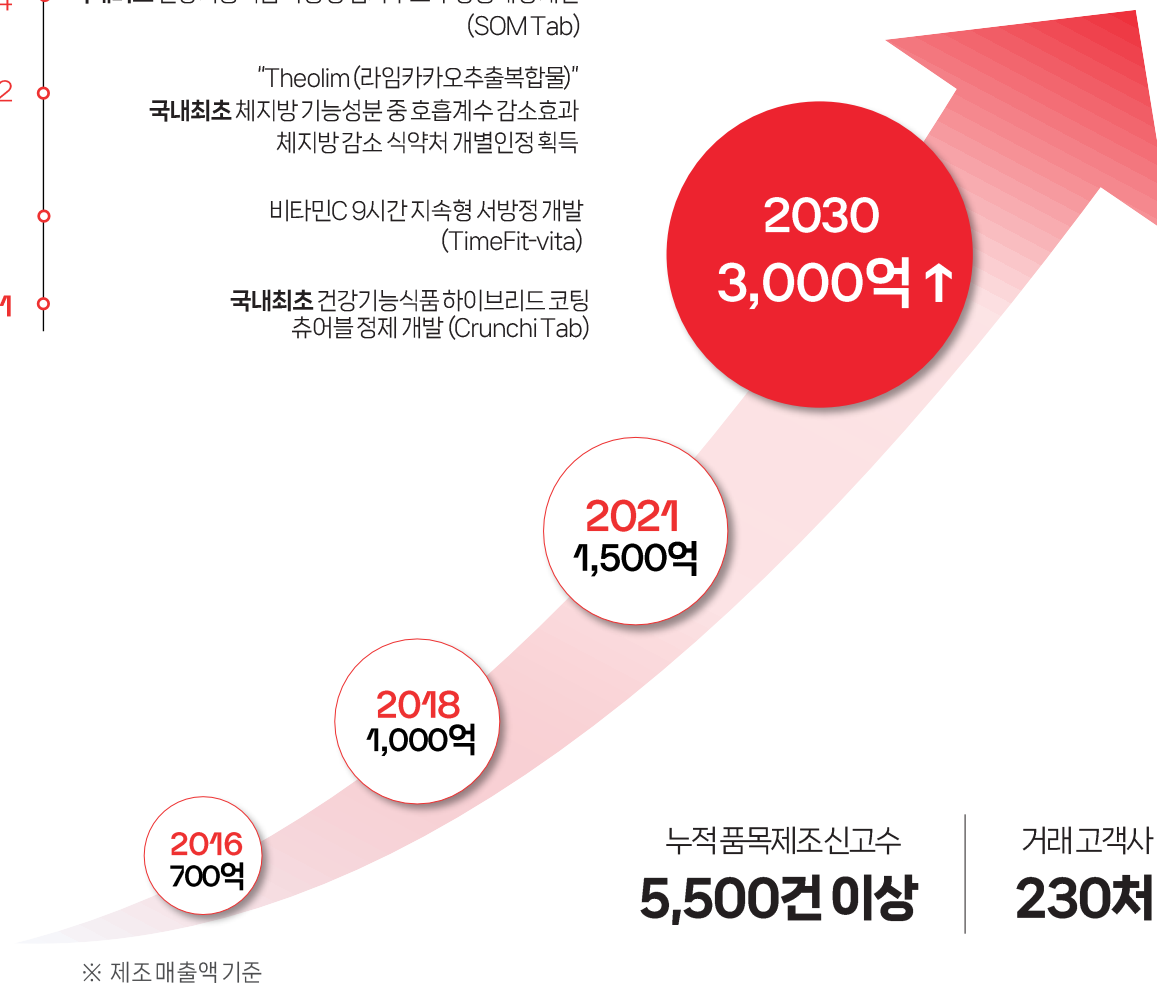 (SOM Tab)
"Theolim (라임카카오추출복합물)"
2
국내최초 체지방 기능성분 중 호흡계수 감소효과
체지방 감소 식약처 개별인정 획득
비타민C 9시간 지속형 서방정 개발
(TimeFit-vita)
국내최초 건강기능식품 하이브리드 코팅
1
츄어블 정제 개발 (Crunchi Tab)
2030
3,000억 ↑
2021
1,500억
2018
1,000억
2016
700억
누적 품목제조 신고수
5,500건 이상
거래 고객사
230처
※ 제조 매출액 기준